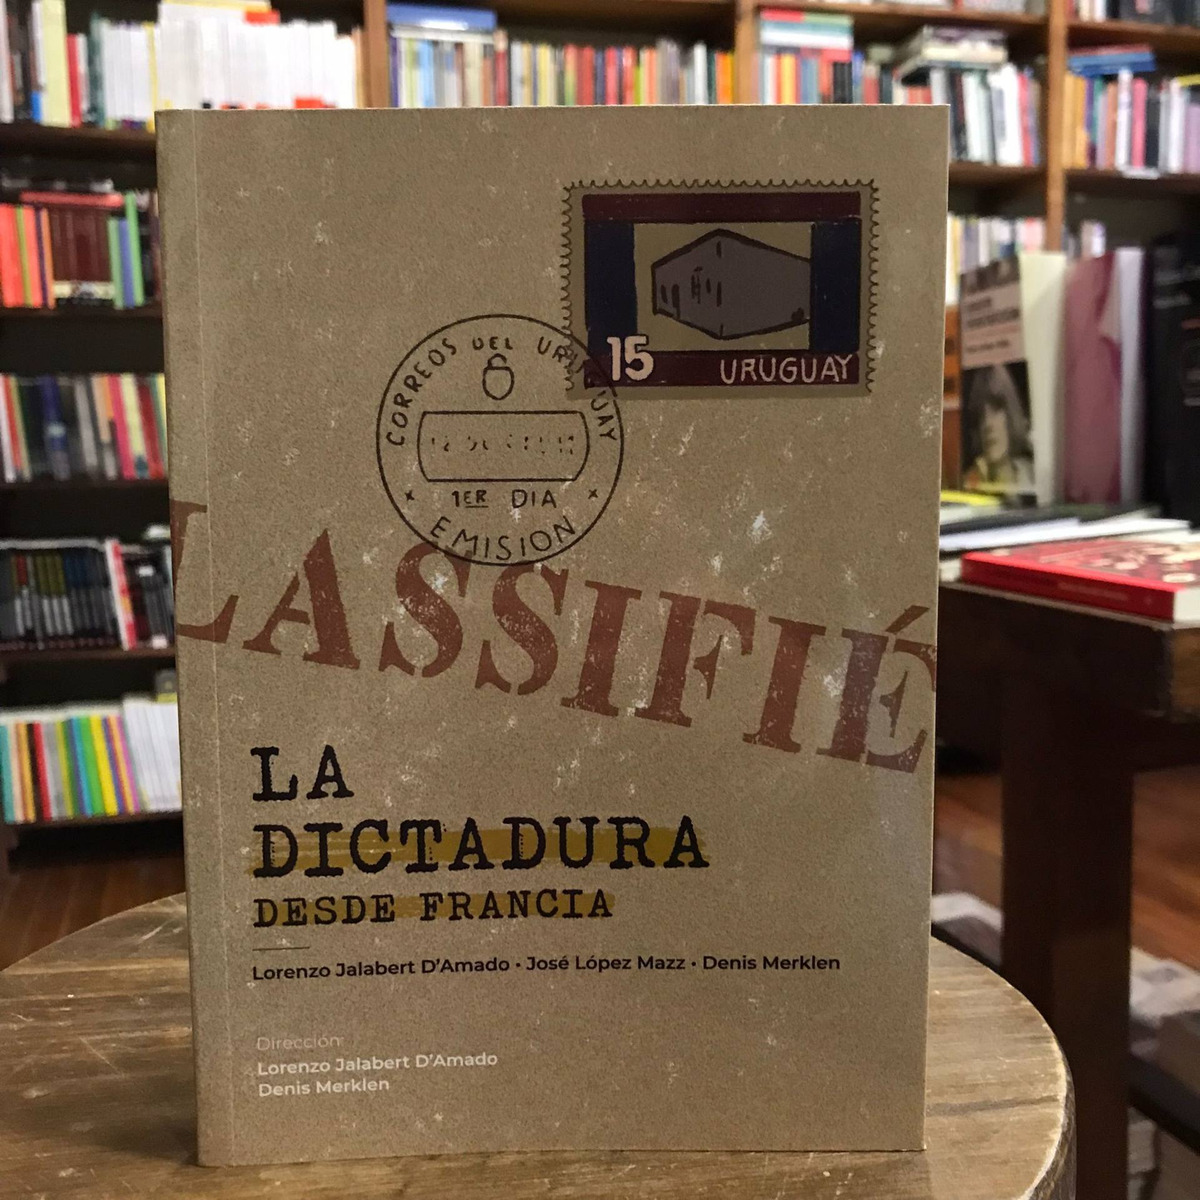 15
URUGUAY
CORREOS DEL URUGUAY
1ER DIA
EMISION
LASSIFIÉ
LA
DICTADURA
DESDE FRANCIA
Lorenzo Jalabert D'Amado · José López Mazz · Denis Merklen
Dirección:
Lorenzo Jalabert D'Amado
Denis Merklen